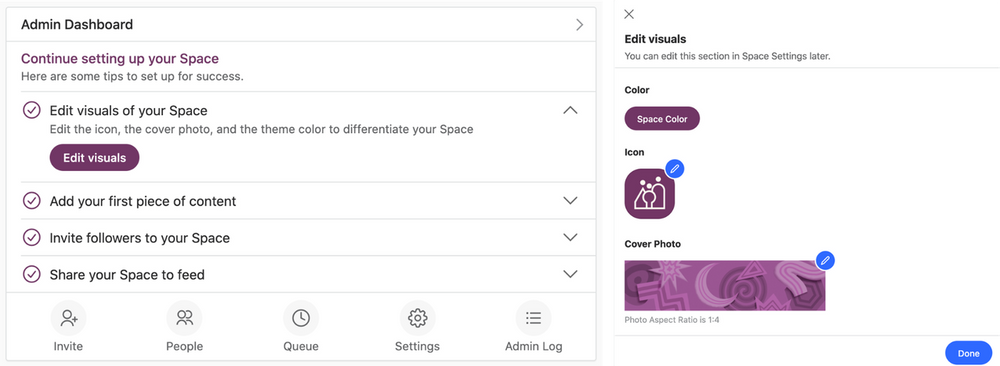 Admin Dashboard
Continue setting up your Space
Here are some tips to set up for success.
Edit visuals of your Space
Edit the icon, the cover photo, and the theme color to differentiate your Space
Edit visuals
Add your first piece of content
Invite followers to your Space
Share your Space to feed
Invite
People
Queue
Settings
Admin Log
Edit visuals
You can edit this section in Space Settings later.
Color
Space Color
Icon
Cover Photo
Photo Aspect Ratio is 1:4
Done